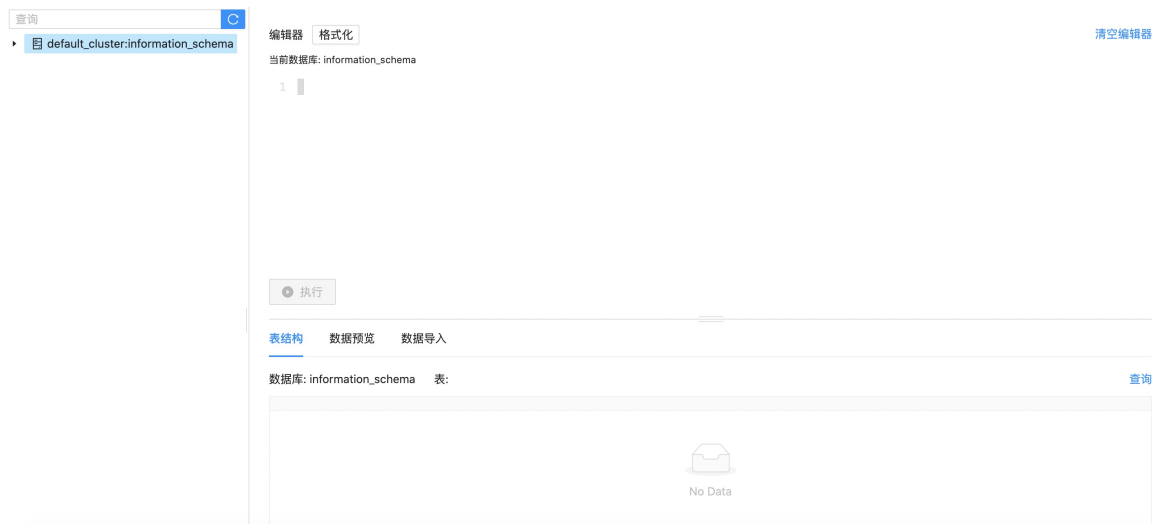 查询
default_cluster:information_schema
编辑器 格式化 清空编辑器
当前数据库: information_schema
1
执行
表结构 数据预览 数据导入
数据库: information_schema 表: 查询
No Data